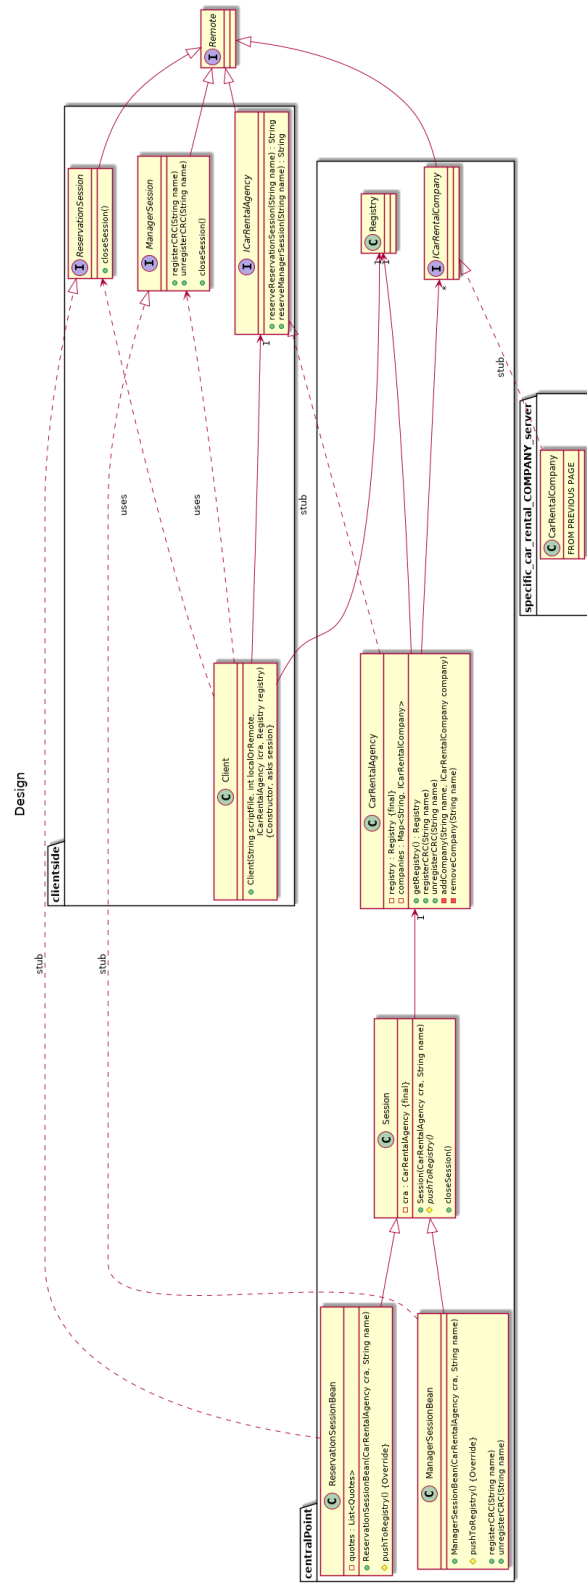 Design
clientside
I ReservationSession
closeSession()
I ManagerSession
registerCRC(String name)
unregisterCRC(String name)
closeSession()
I ICarRentalAgency
reserveReservationSession(String name) : String
reserveManagerSession(String name) : String
C Client
Client(String scriptFile, int localOrRemote,
ICarRentalAgency icra, Registry registry)
{Constructor, asks session}
I Remote
centralPoint
C Registry
I ICarRentalCompany
C CarRentalAgency
registry : Registry {final}
companies : Map<String, ICarRentalCompany>
getRegistry() : Registry
registerCRC(String name)
unregisterCRC(String name)
addCompany(String name, ICarRentalCompany company)
removeCompany(String name)
C Session
cra : CarRentalAgency {final}
Session(CarRentalAgency cra, String name)
pushToRegistry()
closeSession()
C ReservationSessionBean
quotes : List<Quotes>
ReservationSessionBean(CarRentalAgency cra, String name)
pushToRegistry() {Override}
C ManagerSessionBean
ManagerSessionBean(CarRentalAgency cra, String name)
pushToRegistry() {Override}
registerCRC(String name)
unregisterCRC(String name)
specific_car_rental_COMPANY_server
C CarRentalCompany
FROM PREVIOUS PAGE
stub
stub
uses
uses
stub
stub
1
1
1
*
1